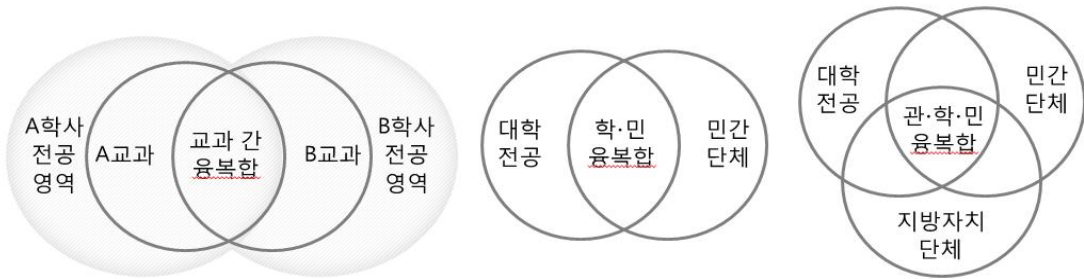 A학사
전공
영역
A교과
교과 간
융복합
B교과
B학사
전공
영역
대학
전공
학·민
융복합
민간
단체
대학
전공
관·학·민
융복합
민간
단체
지방자치
단체